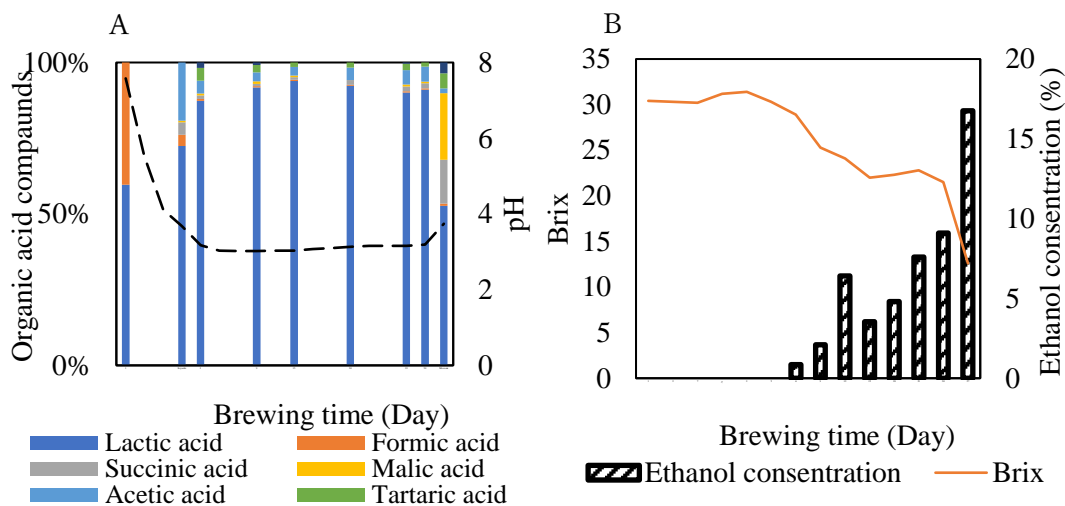 A
100%
50%
0%
Organic acid compaunds
8
6
4
2
0
pH
Brewing time (Day)
Lactic acid
Formic acid
Succinic acid
Malic acid
Acetic acid
Tartaric acid
B
35
30
25
20
15
10
5
0
Brix
20
15
10
5
0
Ethanol concentration (%)
Brewing time (Day)
Ethanol consentration
Brix